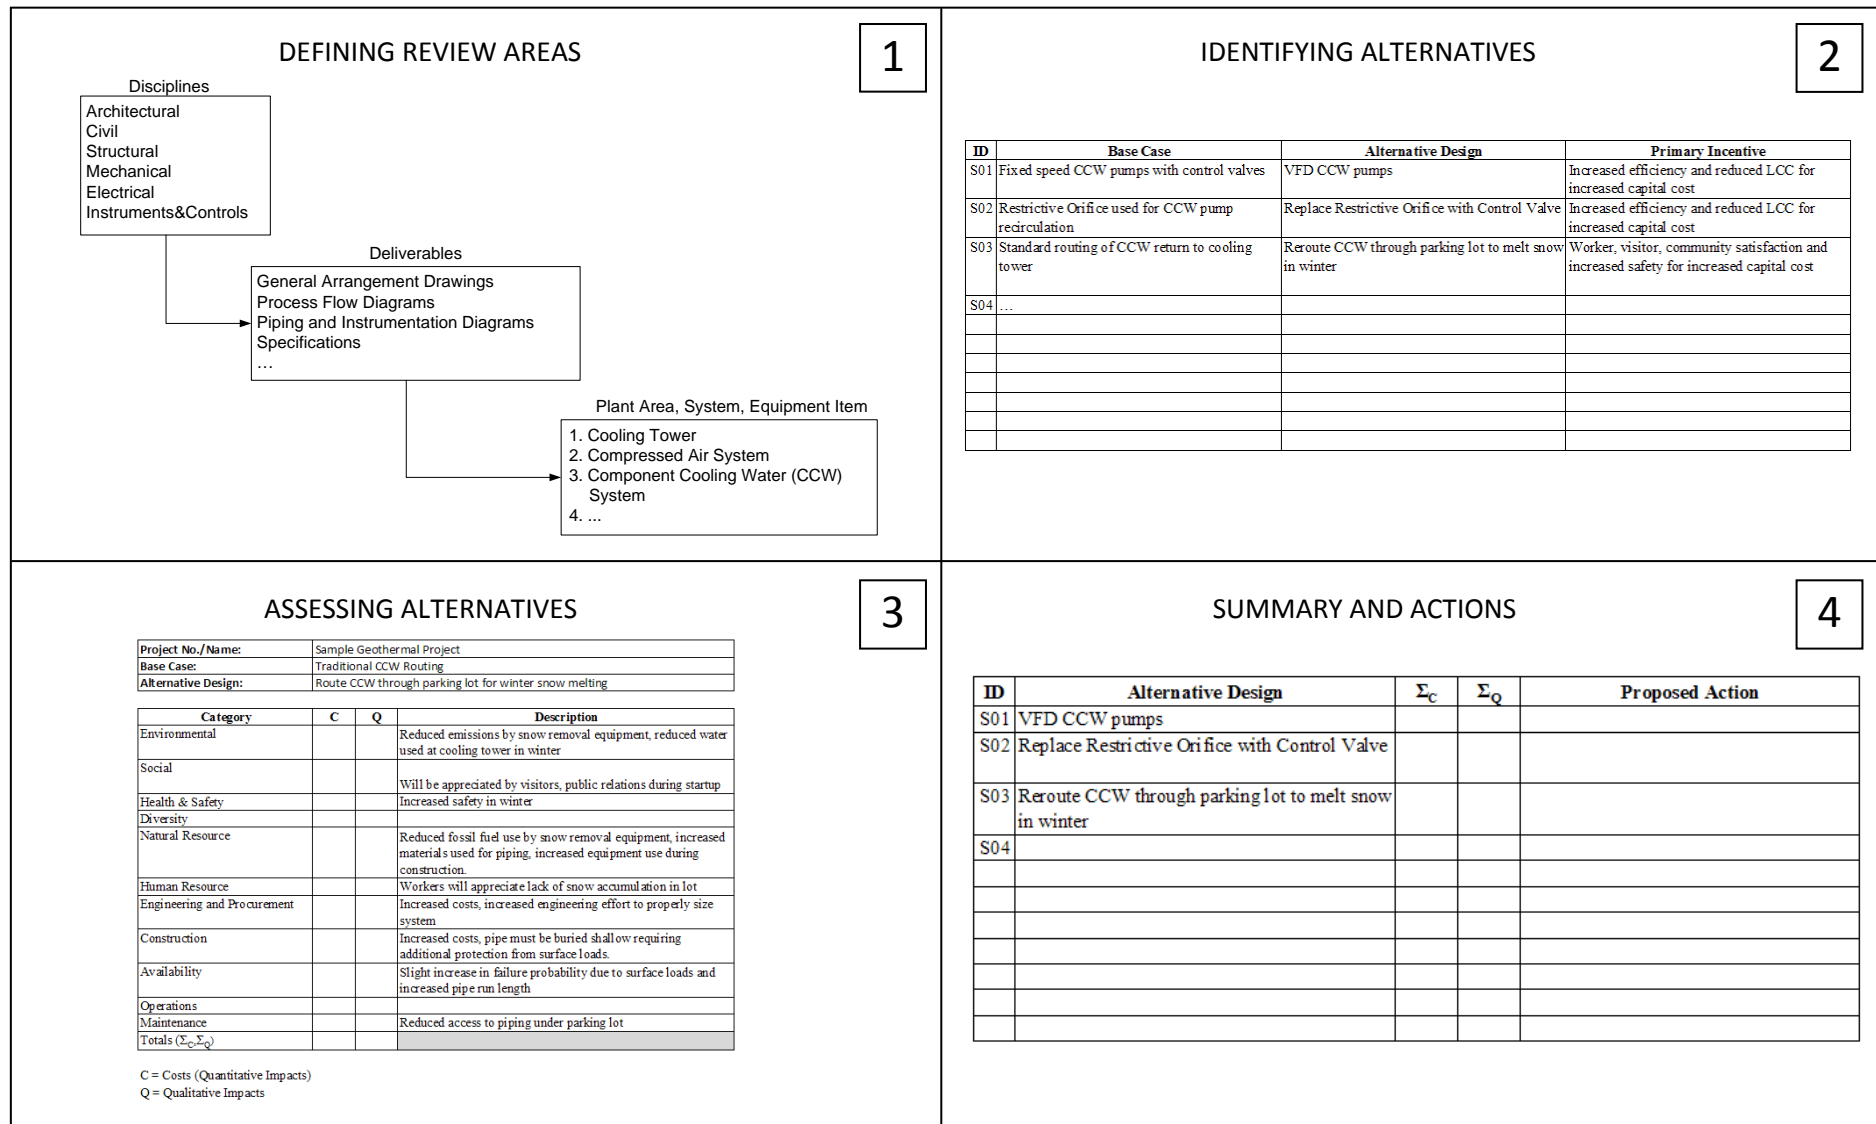 DEFINING REVIEW AREAS
1
Disciplines
Architectural
Civil
Structural
Mechanical
Electrical
Instruments&Controls
Deliverables
General Arrangement Drawings
Process Flow Diagrams
Piping and Instrumentation Diagrams
Specifications
…
Plant Area, System, Equipment Item
1. Cooling Tower
2. Compressed Air System
3. Component Cooling Water (CCW)
System
4. ...
IDENTIFYING ALTERNATIVES
2
ID Base Case Alternative Design Primary Incentive
S01 Fixed speed CCW pumps with control valves VFD CCW pumps Increased efficiency and reduced LCC for
increased capital cost
S02 Restrictive Orifice used for CCW pump Replace Restrictive Orifice with Control Valve Increased efficiency and reduced LCC for
recirculation increased capital cost
S03 Standard routing of CCW return to cooling Reroute CCW through parking lot to melt snow Worker, visitor, community satisfaction and
tower in winter increased safety for increased capital cost
S04 …
ASSESSING ALTERNATIVES
3
Project No./Name: Sample Geothermal Project
Base Case: Traditional CCW Routing
Alternative Design: Route CCW through parking lot for winter snow melting
Category C Q Description
Environmental Reduced emissions by snow removal equipment, reduced water
used at cooling tower in winter
Social
Will be appreciated by visitors, public relations during startup
Health & Safety Increased safety in winter
Diversity
Natural Resource Reduced fossil fuel use by snow removal equipment, increased
materials used for piping, increased equipment use during
construction.
Human Resource Workers will appreciate lack of snow accumulation in lot
Engineering and Procurement Increased costs, increased engineering effort to properly size
system
Construction Increased costs, pipe must be buried shallow requiring
additional protection from surface loads.
Availability Slight increase in failure probability due to surface loads and
increased pipe run length
Operations
Maintenance Reduced access to piping under parking lot
Totals (ΣC,ΣQ)
C = Costs (Quantitative Impacts)
Q = Qualitative Impacts
SUMMARY AND ACTIONS
4
ID Alternative Design ΣC ΣQ Proposed Action
S01 VFD CCW pumps
S02 Replace Restrictive Orifice with Control Valve
S03 Reroute CCW through parking lot to melt snow
in winter
S04